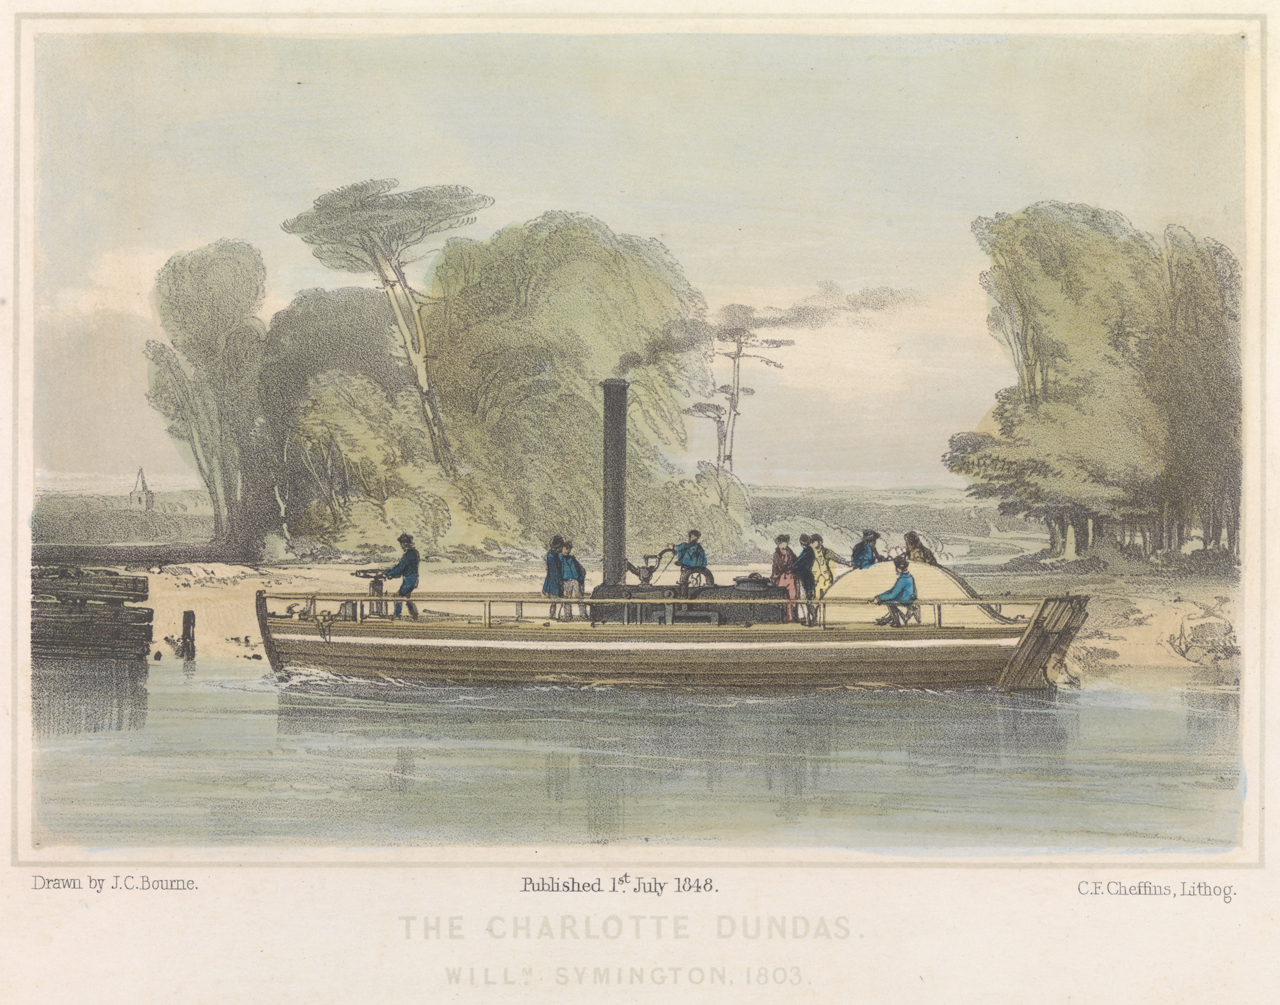 Drawn by J.C. Bourne.
Published 1st. July 1848.
C.F. Cheffins, Lithog.
THE CHARLOTTE DUNDAS.
WILLM. SYMINGTON, 1803.